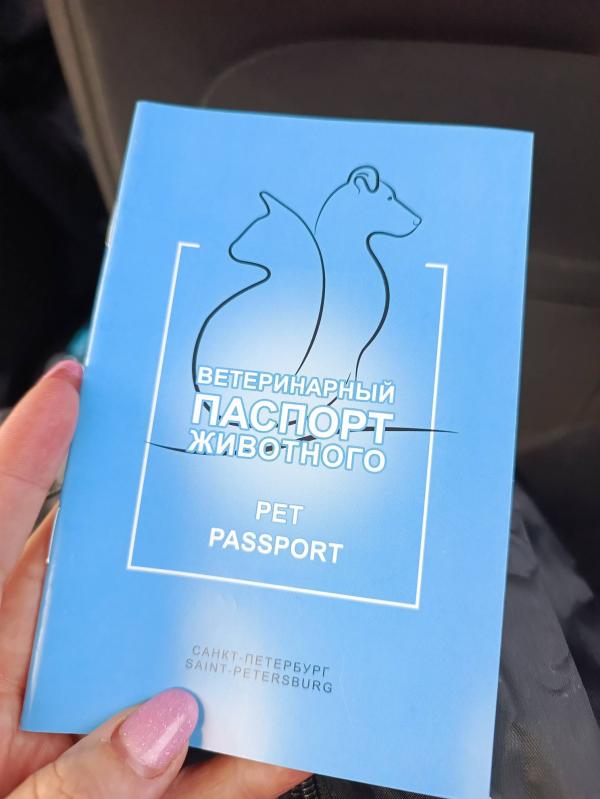 ВЕТЕРИНАРНЫЙ
ПАСПОРТ
ЖИВОТНОГО
PET
PASSPORT
САНКТ-ПЕТЕРБУРГ
SAINT-PETERSBURG